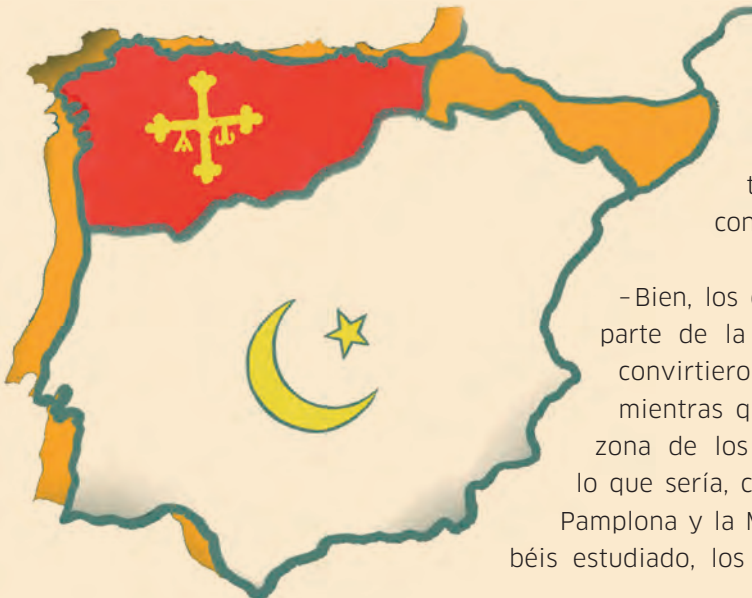 t
con
–Bien, los
parte de la
convirtiero
mientras q
zona de los
lo que sería, c
Pamplona y la M
béis estudiado, los